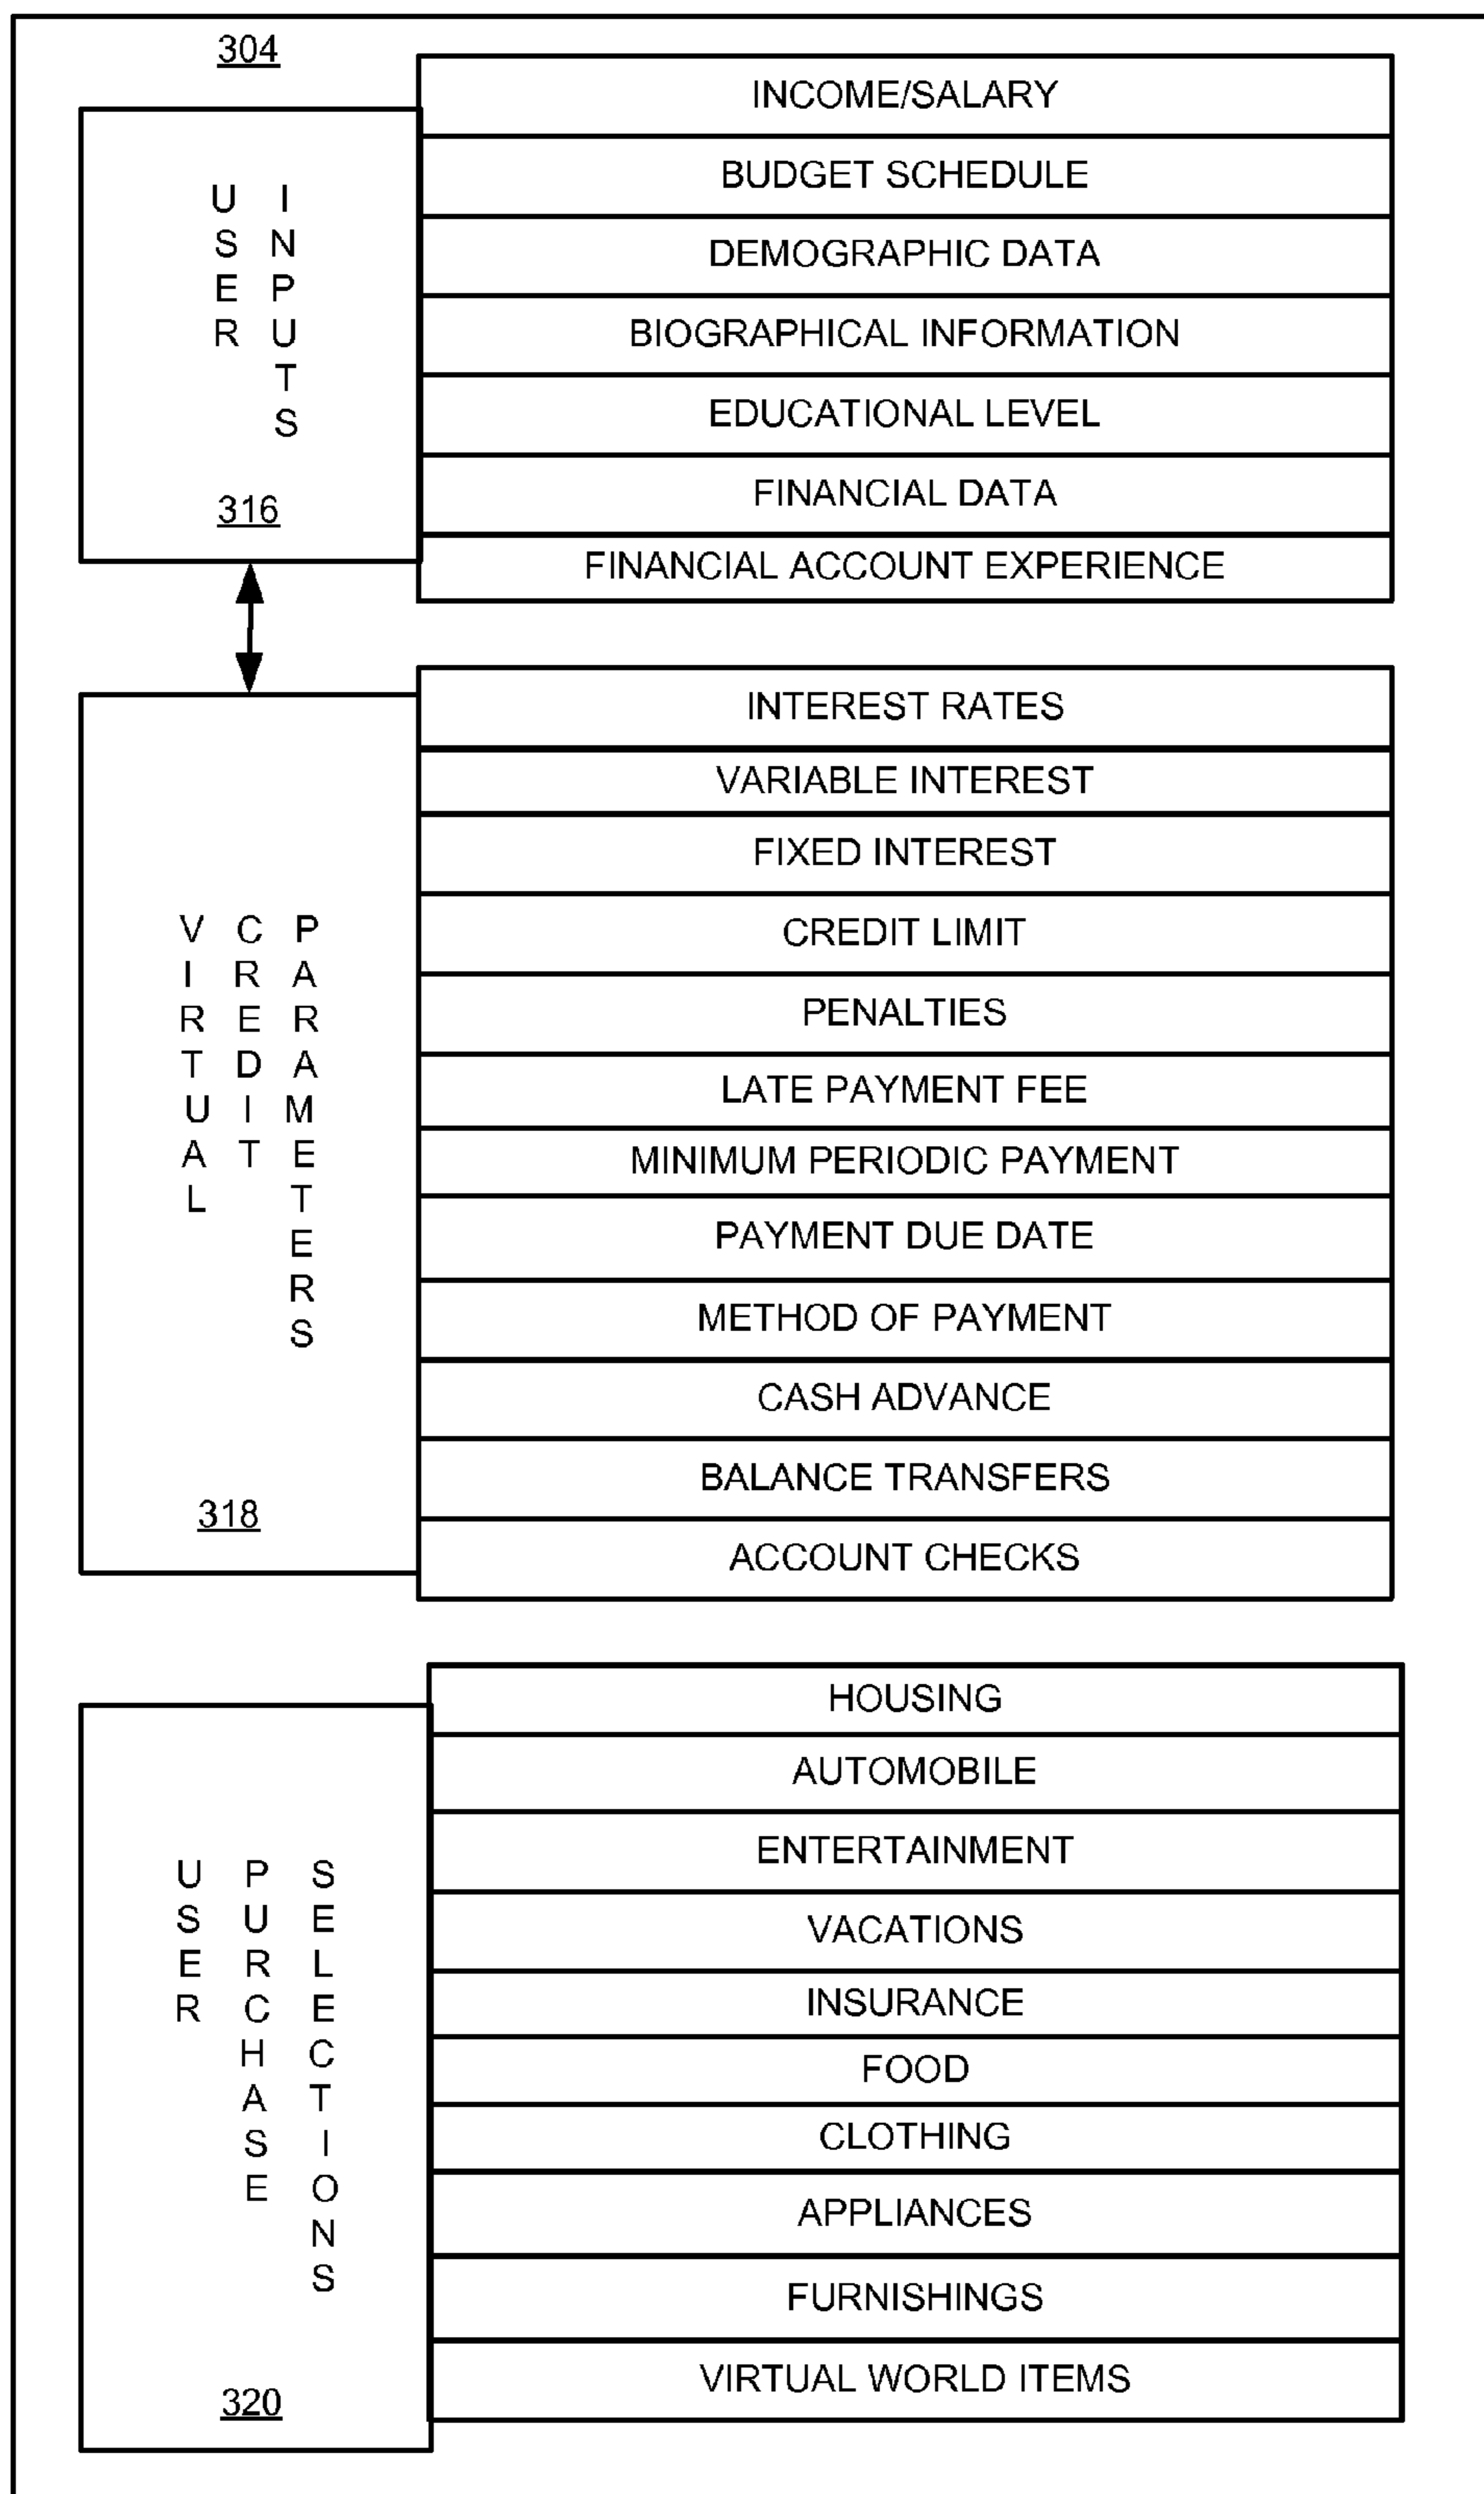 304
USER INPUTS
316
INCOME/SALARY
BUDGET SCHEDULE
DEMOGRAPHIC DATA
BIOGRAPHICAL INFORMATION
EDUCATIONAL LEVEL
FINANCIAL DATA
FINANCIAL ACCOUNT EXPERIENCE
VIRTUAL CREDIT PARAMETERS
318
INTEREST RATES
VARIABLE INTEREST
FIXED INTEREST
CREDIT LIMIT
PENALTIES
LATE PAYMENT FEE
MINIMUM PERIODIC PAYMENT
PAYMENT DUE DATE
METHOD OF PAYMENT
CASH ADVANCE
BALANCE TRANSFERS
ACCOUNT CHECKS
USER PURCHASE SELECTIONS
320
HOUSING
AUTOMOBILE
ENTERTAINMENT
VACATIONS
INSURANCE
FOOD
CLOTHING
APPLIANCES
FURNISHINGS
VIRTUAL WORLD ITEMS